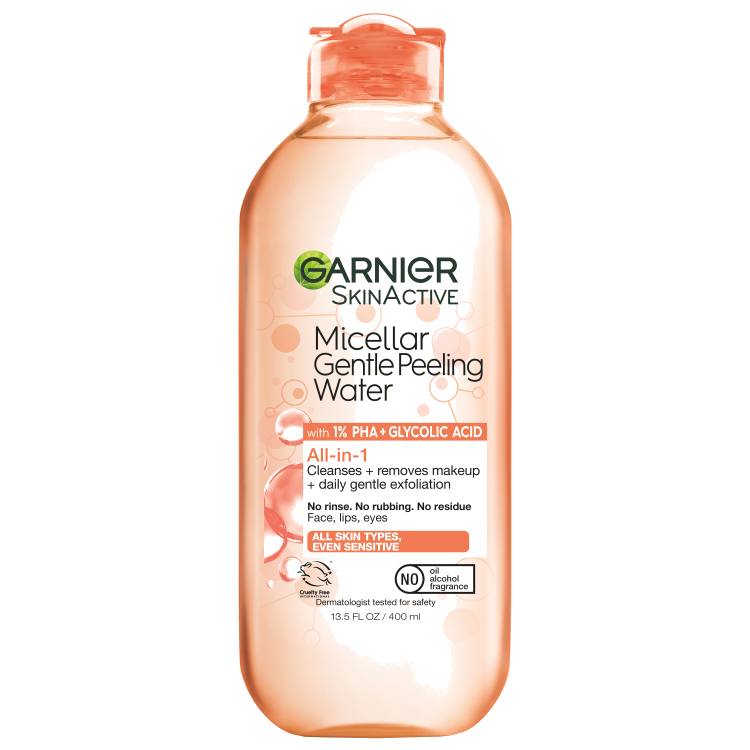 GARNIER
SKINACTIVE
Micellar
Gentle Peeling
Water
with 1% PHA + GLYCOLIC ACID
All-in-1
Cleanses + removes makeup
+ daily gentle exfoliation
No rinse. No rubbing. No residue
Face, lips, eyes
ALL SKIN TYPES,
EVEN SENSITIVE
Cruelty Free
INTERNATIONAL
NO
oil
alcohol
fragrance
Dermatologist tested for safety
13.5 FL OZ / 400 ml